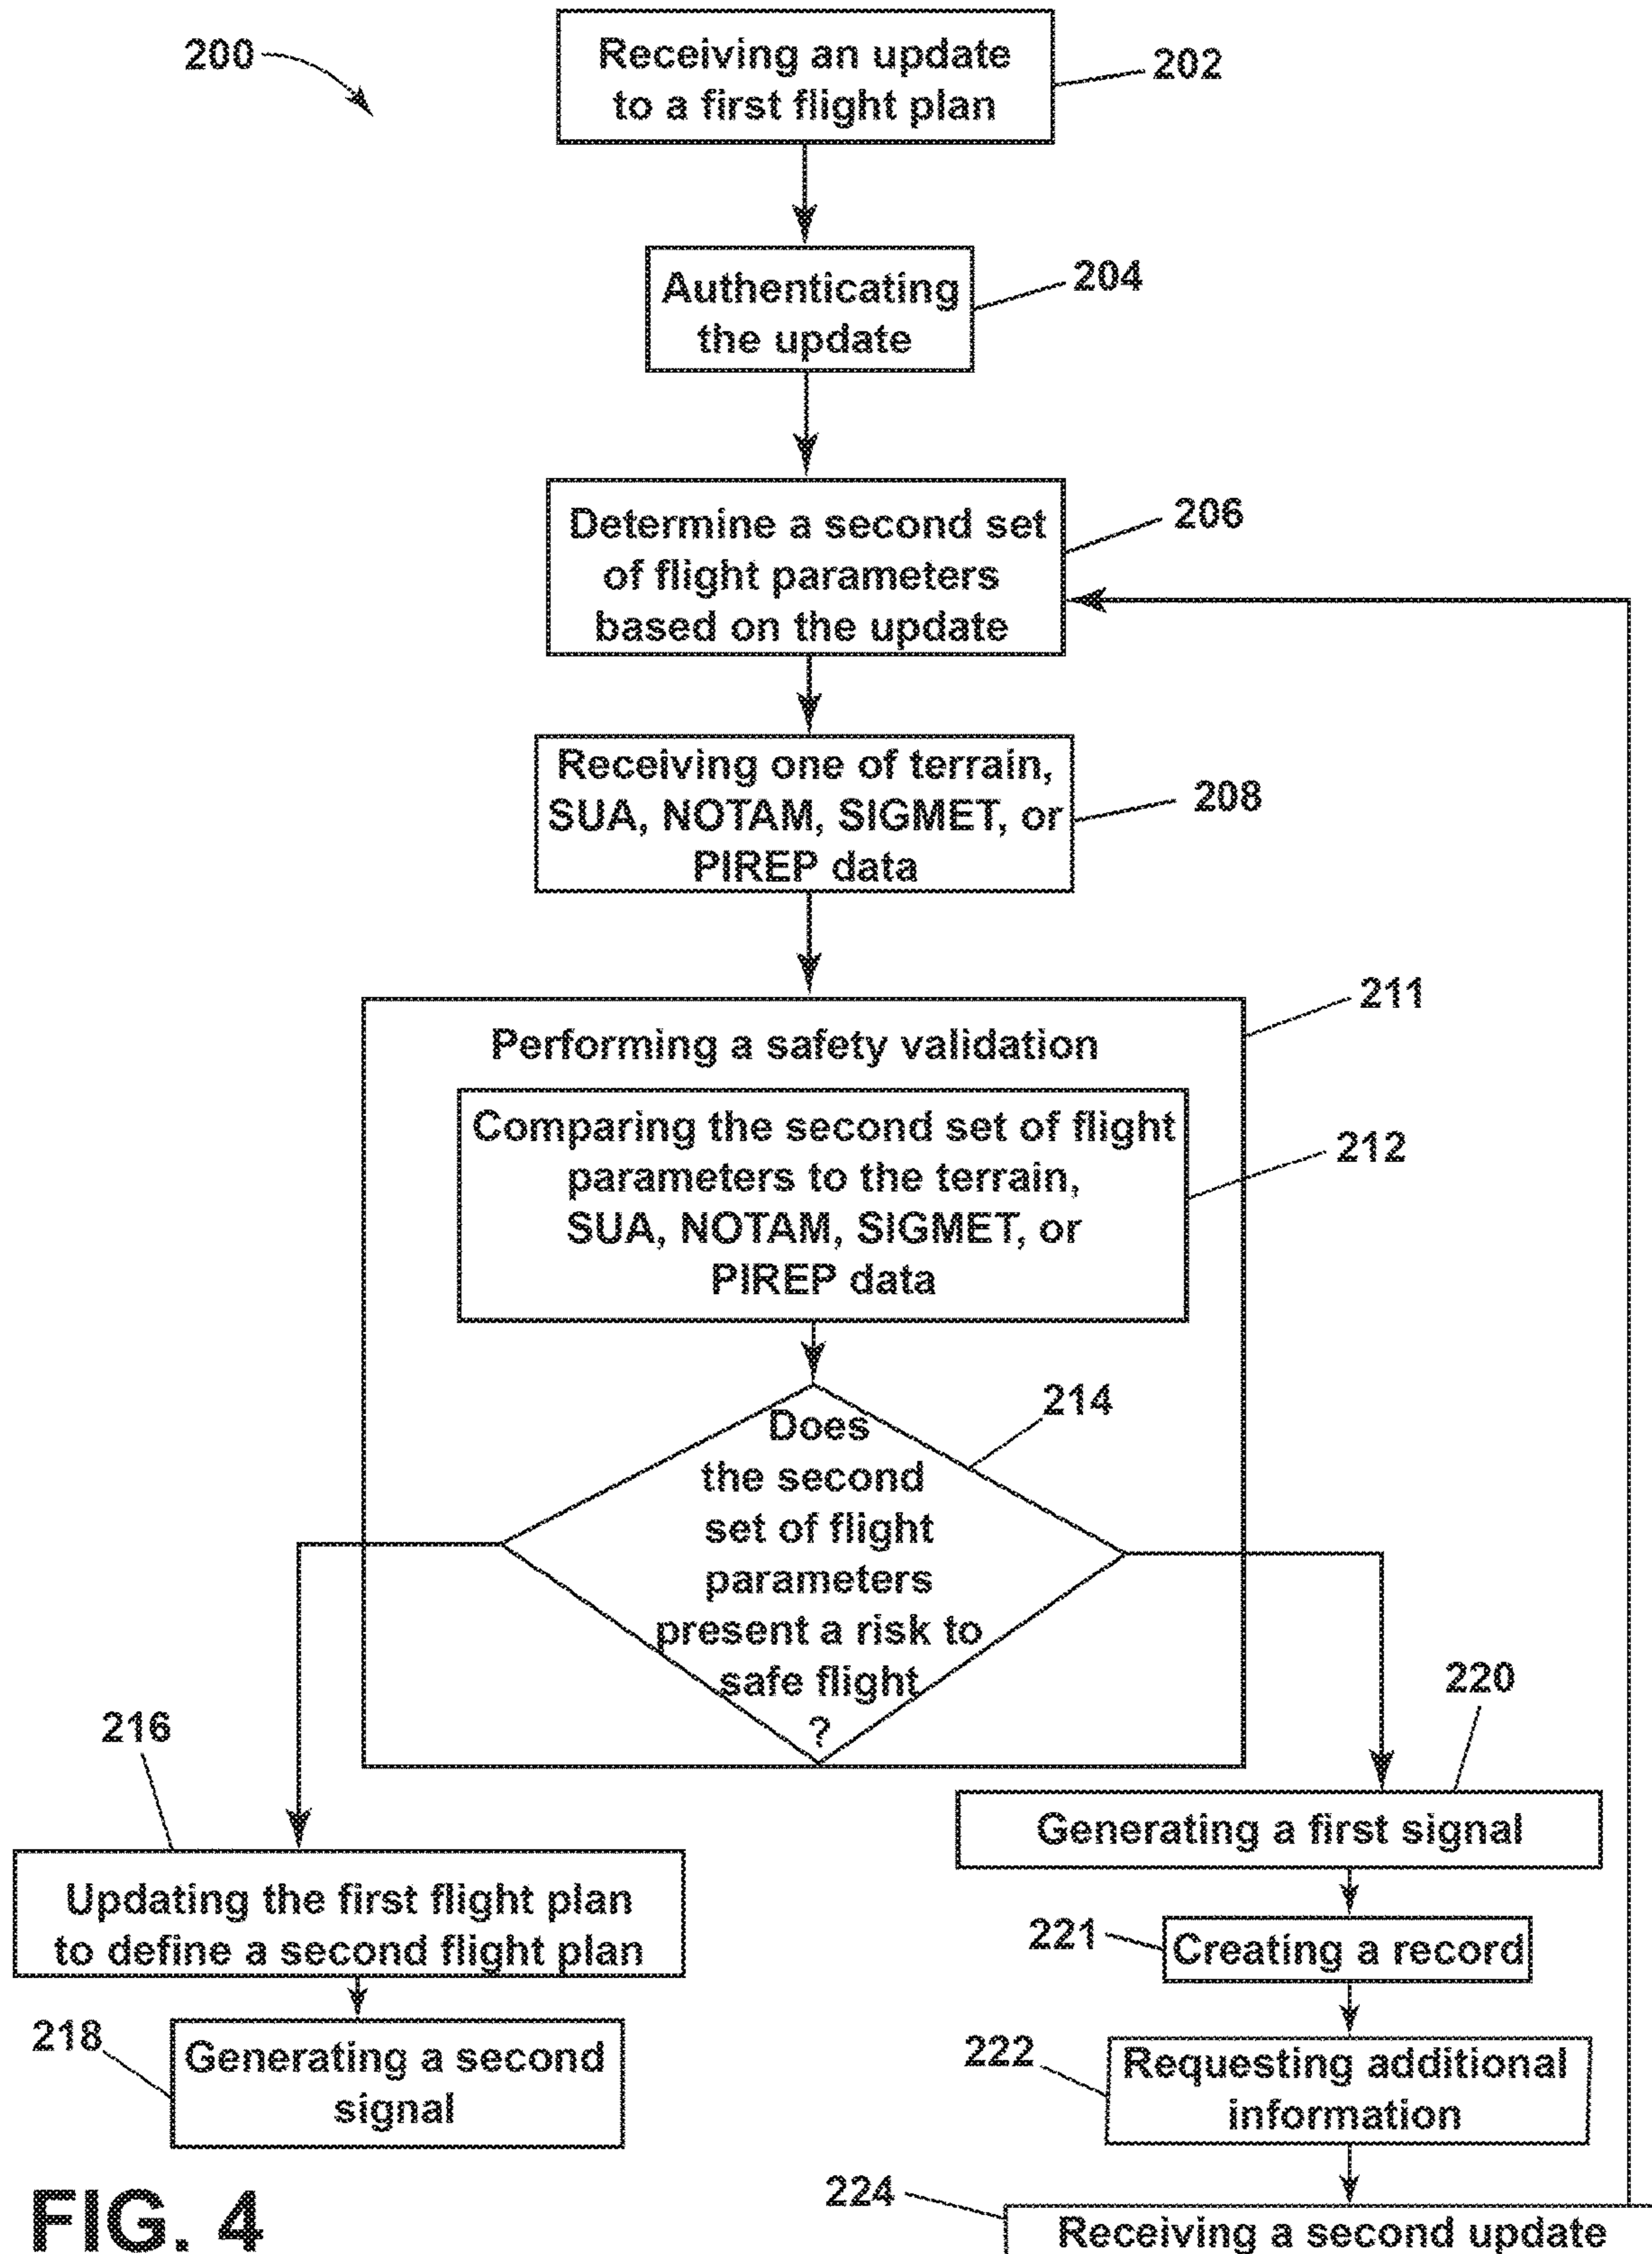 200
Receiving an update
to a first flight plan
202
Authenticating
the update
204
Determine a second set
of flight parameters
based on the update
206
Receiving one of terrain,
SUA, NOTAM, SIGMET, or
PIREP data
208
211
Performing a safety validation
Comparing the second set of flight
parameters to the terrain,
SUA, NOTAM, SIGMET, or
PIREP data
212
214
Does
the second
set of flight
parameters
present a risk to
safe flight
?
216
Updating the first flight plan
to define a second flight plan
218
Generating a second
signal
220
Generating a first signal
221
Creating a record
222
Requesting additional
information
224
Receiving a second update
FIG. 4